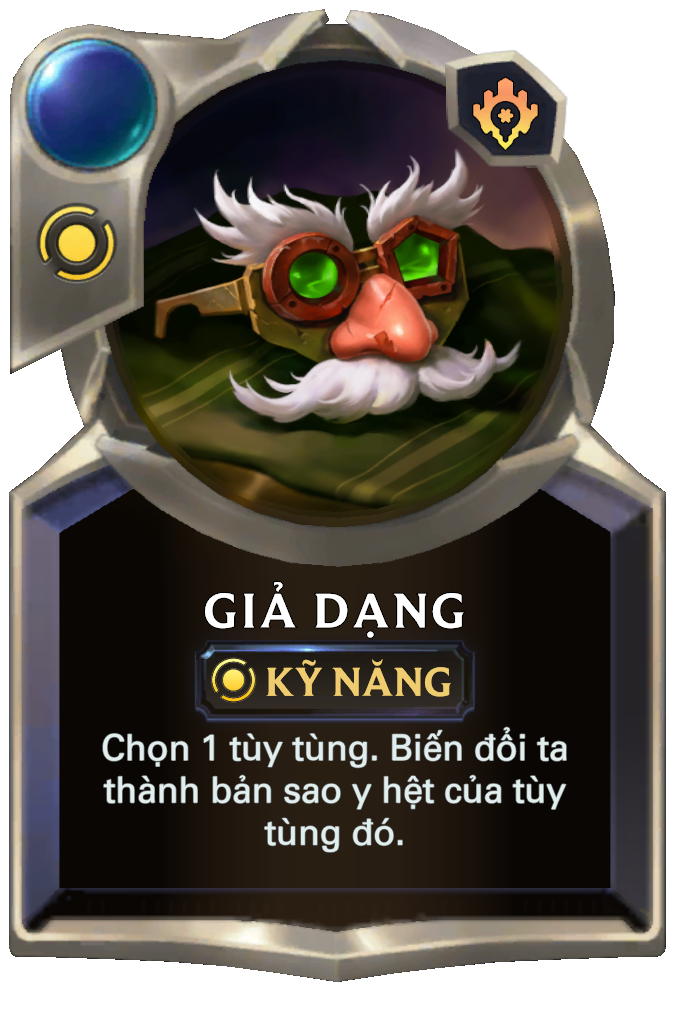 GIẢ DẠNG
KỸ NĂNG
Chọn 1 tùy tùng. Biến đổi ta
thành bản sao y hệt của tùy
tùng đó.